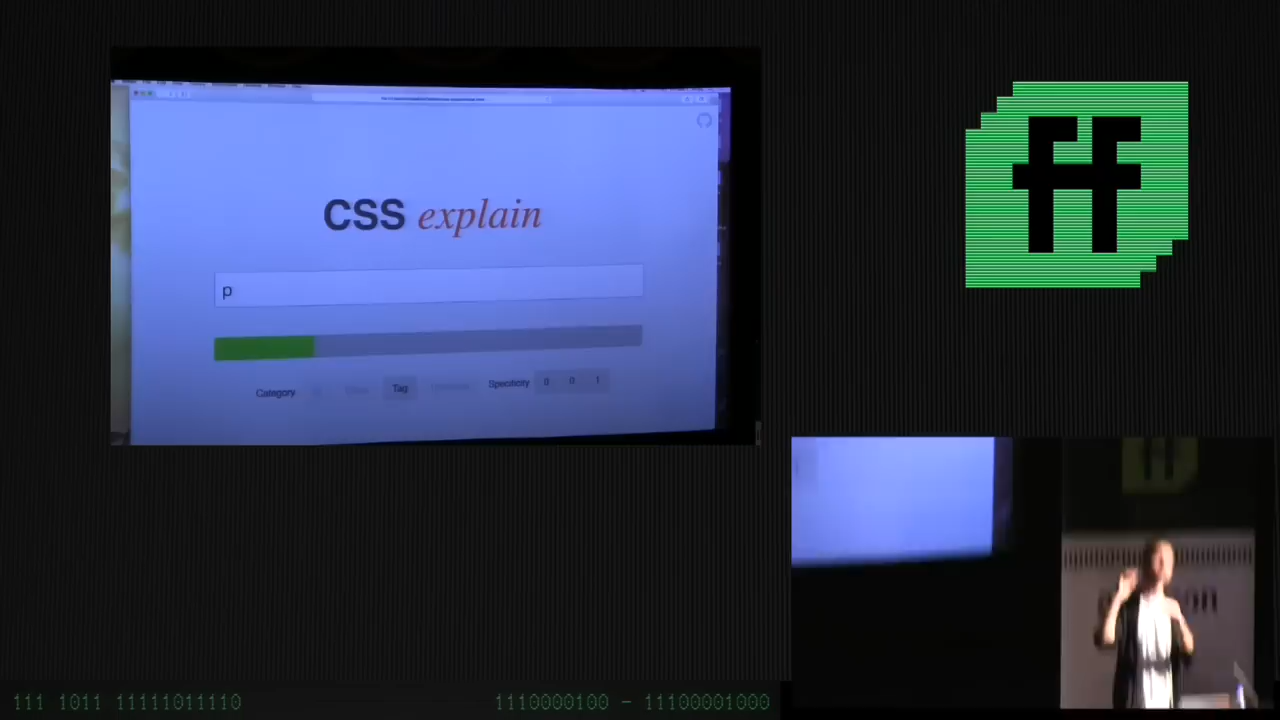 ff
CSS explain
p
Category Tag Specificity 0 0 1
111 1011 11111011110
1110000100 - 11100001000